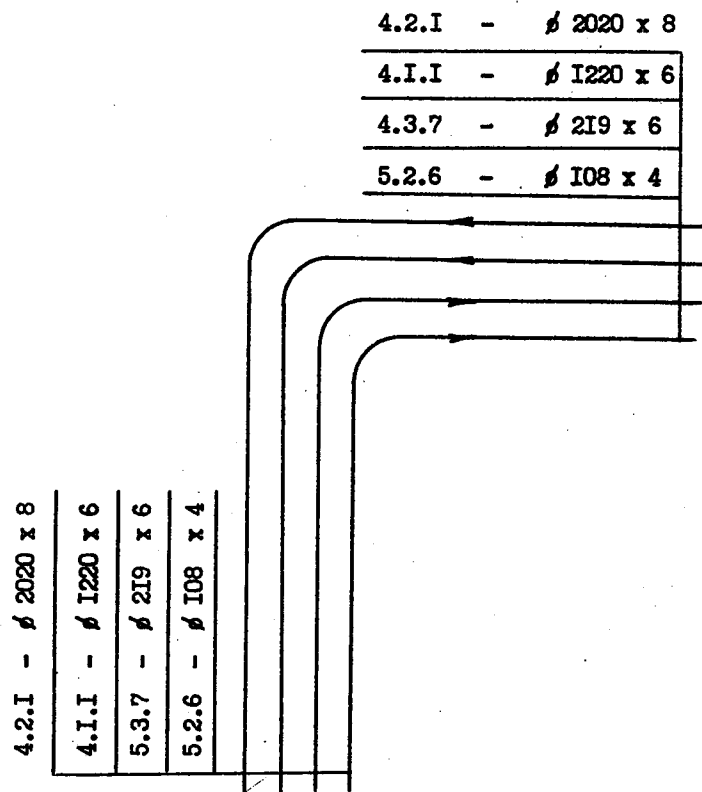 4.2.I - ø 2020 x 8
4.I.I - ø I220 x 6
4.3.7 - ø 2I9 x 6
5.2.6 - ø I08 x 4
4.2.I - ø 2020 x 8
4.I.I - ø I220 x 6
5.3.7 - ø 2I9 x 6
5.2.6 - ø I08 x 4